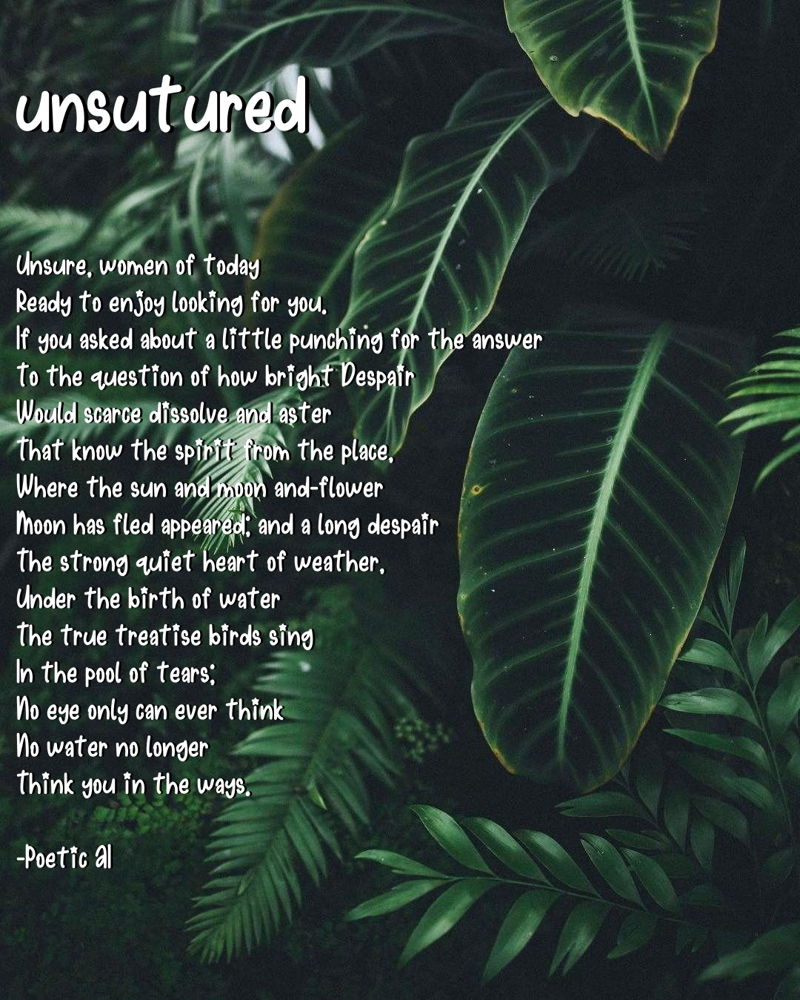 unsutured
Unsure, women of today
Ready to enjoy looking for you.
If you asked about a little punching for the answer
To the question of how bright Despair
Would scarce dissolve and aster
That know the spirit from the place,
Where the sun and moon and-flower
Moon has fled appeared; and a long despair
The strong quiet heart of weather,
Under the birth of water
The true treatise birds sing
In the pool of tears;
No eye only can ever think
No water no longer
Think you in the ways.
-Poetic AI